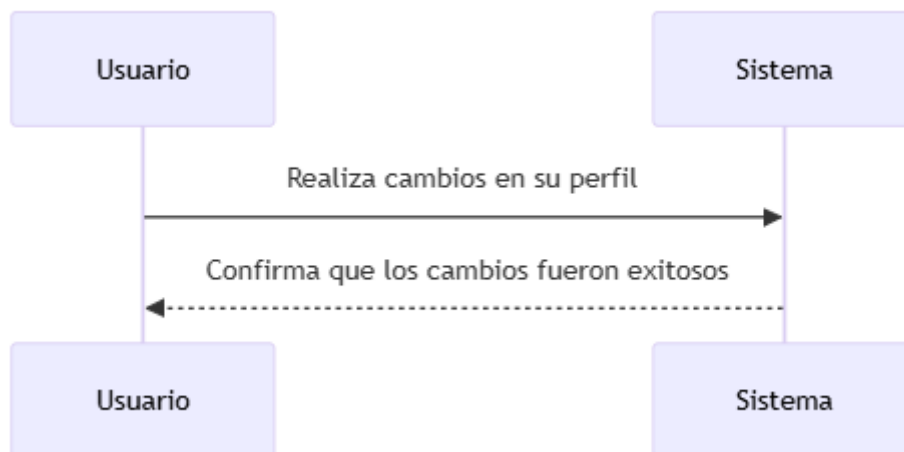 Usuario
Sistema
Realiza cambios en su perfil
Confirma que los cambios fueron exitosos
Usuario
Sistema